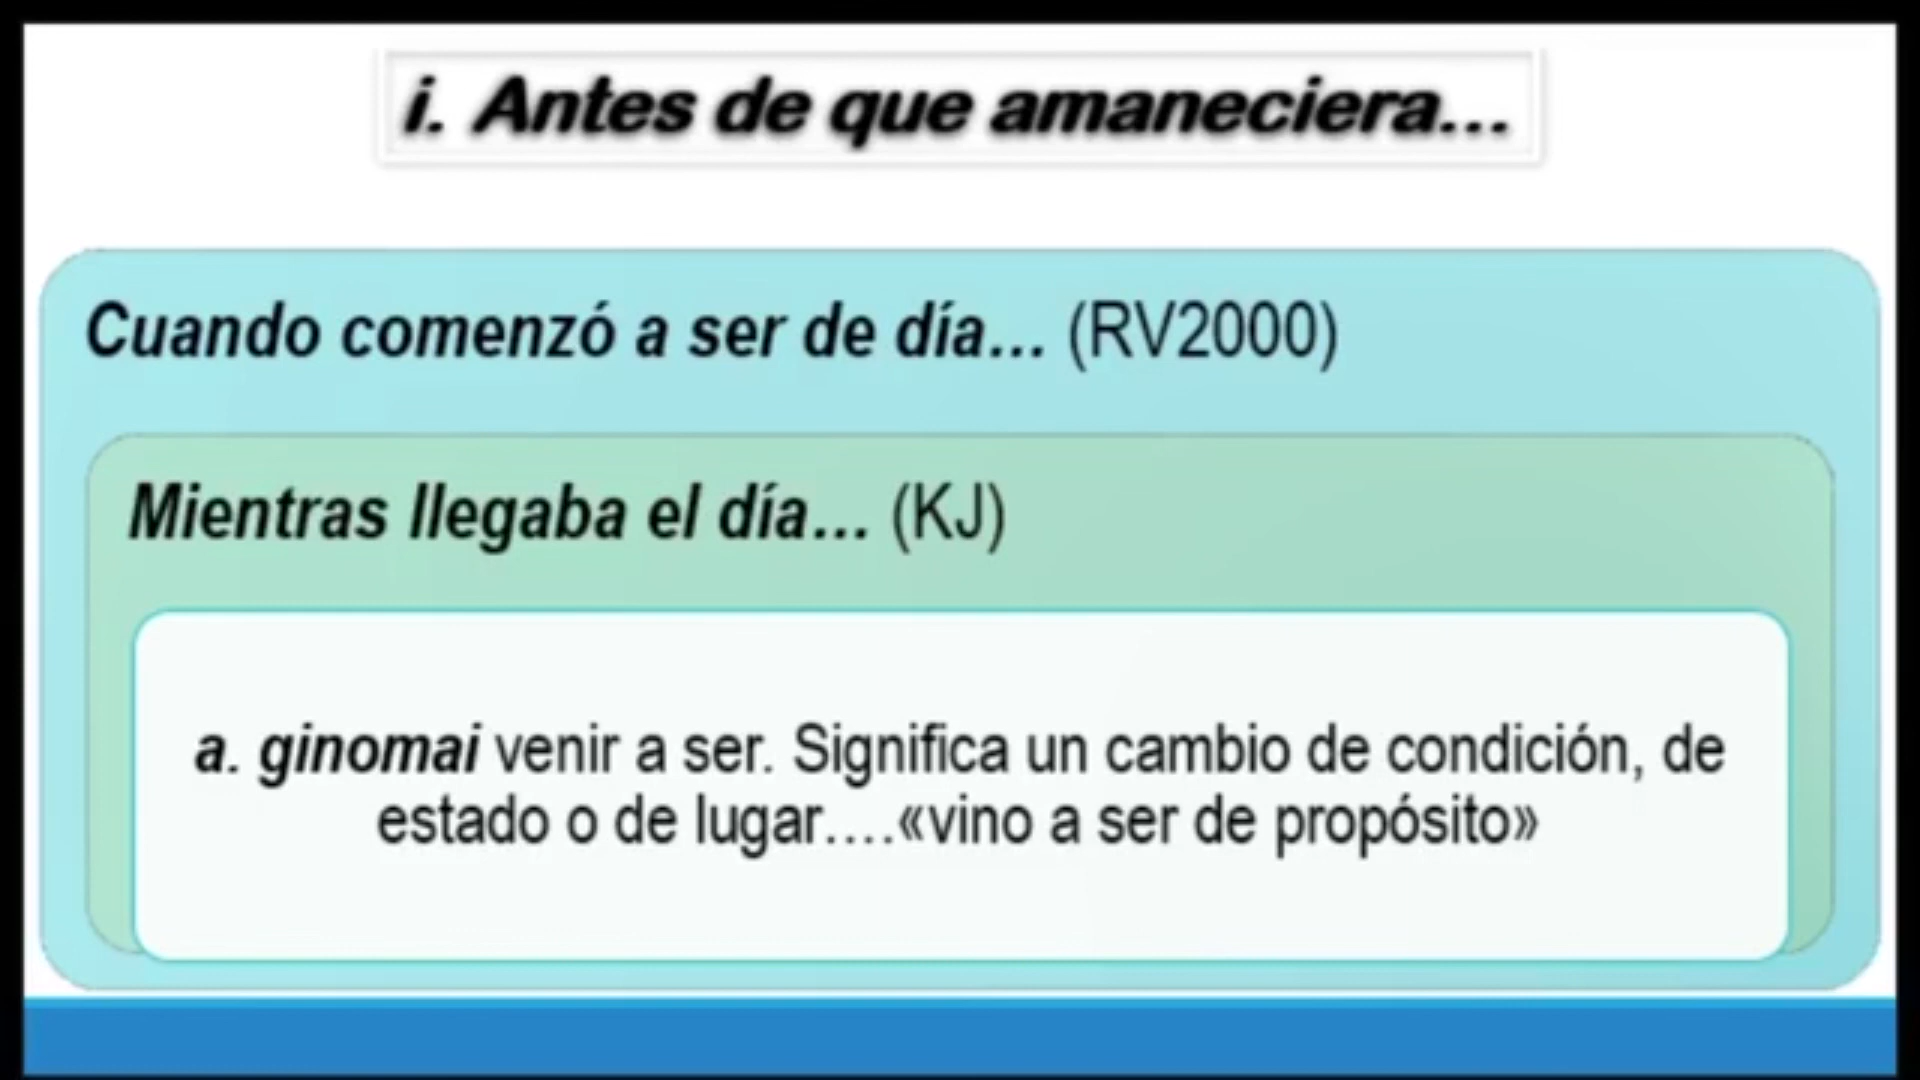 i. Antes de que amaneciera...
Cuando comenzó a ser de día... (RV2000)
Mientras llegaba el día... (KJ)
a. ginomai venir a ser. Significa un cambio de condición, de
estado o de lugar….«vino a ser de propósito»